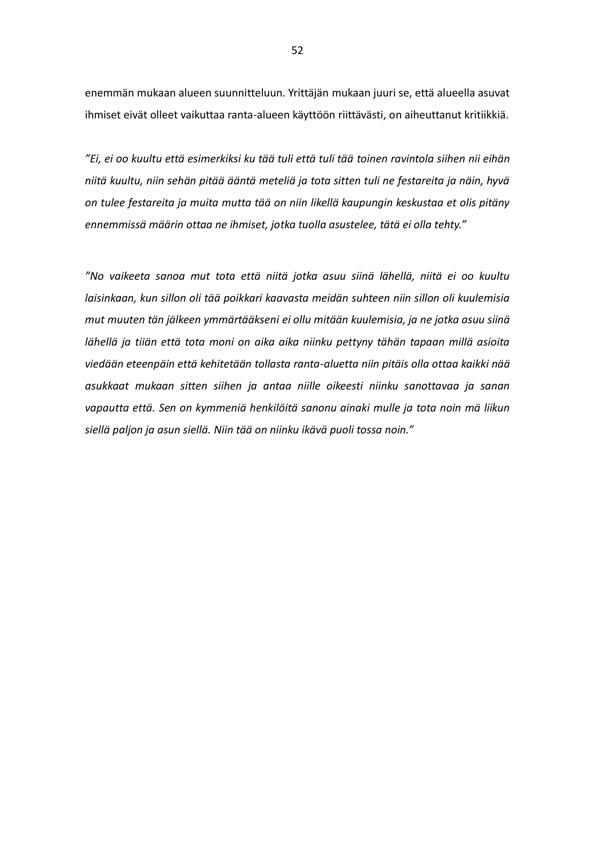 52
enemmän mukaan alueen suunnitteluun. Yrittäjän mukaan juuri se, että alueella asuvat
ihmiset eivät olleet vaikuttaa ranta-alueen käyttöön riittävästi, on aiheuttanut kritiikkiä.
”Ei, ei oo kuultu että esimerkiksi ku tää tuli että tuli tää toinen ravintola siihen nii eihän
niitä kuultu, niin sehän pitää ääntä meteliä ja tota sitten tuli ne festareita ja näin, hyvä
on tulee festareita ja muita mutta tää on niin likellä kaupungin keskustaa et olis pitäny
ennemmissä määrin ottaa ne ihmiset, jotka tuolla asustelee, tätä ei olla tehty.”
”No vaikeeta sanoa mut tota että niitä jotka asuu siinä lähellä, niitä ei oo kuultu
laisinkaan, kun sillon oli tää poikkari kaavasta meidän suhteen niin sillon oli kuulemisia
mut muuten tän jälkeen ymmärtääkseni ei ollu mitään kuulemisia, ja ne jotka asuu siinä
lähellä ja tiiän että tota moni on aika aika niinku pettyny tähän tapaan millä asioita
viedään eteenpäin että kehitetään tollasta ranta-aluetta niin pitäis olla ottaa kaikki nää
asukkaat mukaan sitten siihen ja antaa niille oikeesti niinku sanottavaa ja sanan
vapautta että. Sen on kymmeniä henkilöitä sanonu ainaki mulle ja tota noin mä liikun
siellä paljon ja asun siellä. Niin tää on niinku ikävä puoli tossa noin.”